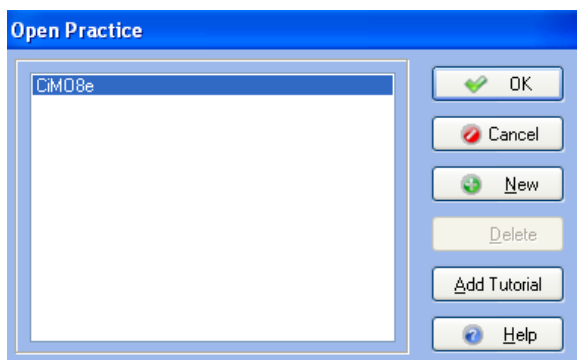 Open Practice
CiMO8e
OK
Cancel
New
Delete
Add Tutorial
Help